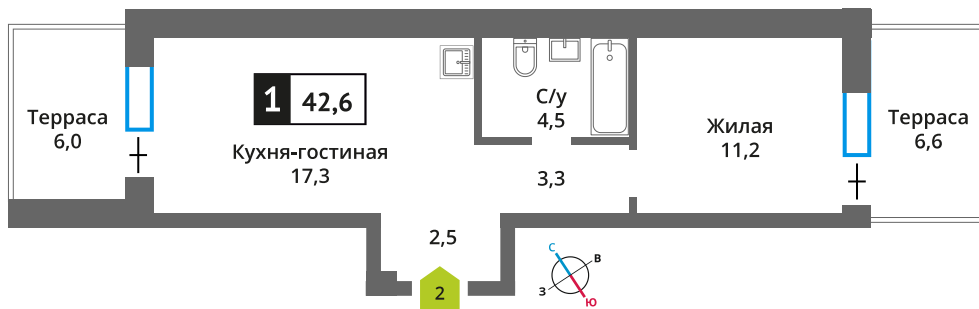 1 42,6
Терраса
6,0
Кухня-гостиная
17,3
С/у
4,5
3,3
Жилая
11,2
Терраса
6,6
2,5
2
С
В
З
Ю